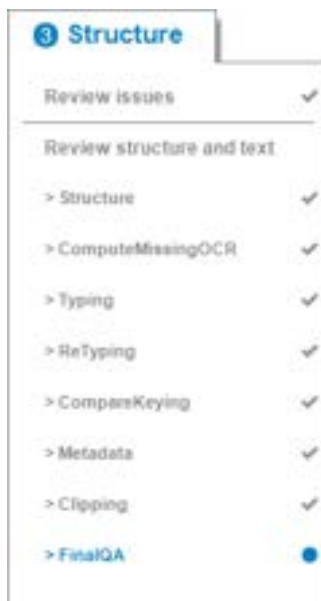 3 Structure
Review issues
Review structure and text
> Structure
> ComputeMissingOCR
> Typing
> ReTyping
> CompareKeying
> Metadata
> Clipping
> FinalQA